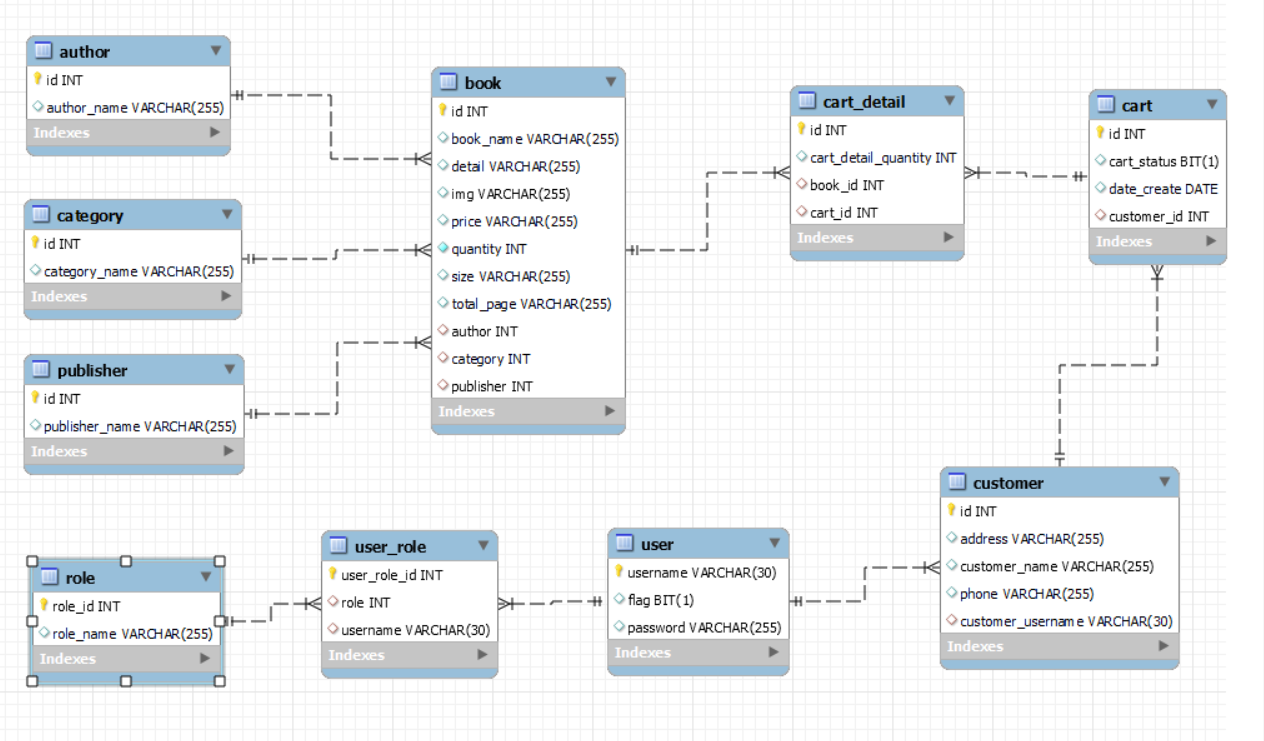 author
id INT
author_name VARCHAR(255)
Indexes
category
id INT
category_name VARCHAR(255)
Indexes
publisher
id INT
publisher_name VARCHAR(255)
Indexes
book
id INT
book_name VARCHAR(255)
detail VARCHAR(255)
img VARCHAR(255)
price VARCHAR(255)
quantity INT
size VARCHAR(255)
total_page VARCHAR(255)
author INT
category INT
publisher INT
Indexes
cart_detail
id INT
cart_detail_quantity INT
book_id INT
cart_id INT
Indexes
cart
id INT
cart_status BIT(1)
date_create DATE
customer_id INT
Indexes
role
role_id INT
role_name VARCHAR(255)
Indexes
user_role
user_role_id INT
role INT
username VARCHAR(30)
Indexes
user
username VARCHAR(30)
flag BIT(1)
password VARCHAR(255)
Indexes
customer
id INT
address VARCHAR(255)
customer_name VARCHAR(255)
phone VARCHAR(255)
customer_username VARCHAR(30)
Indexes